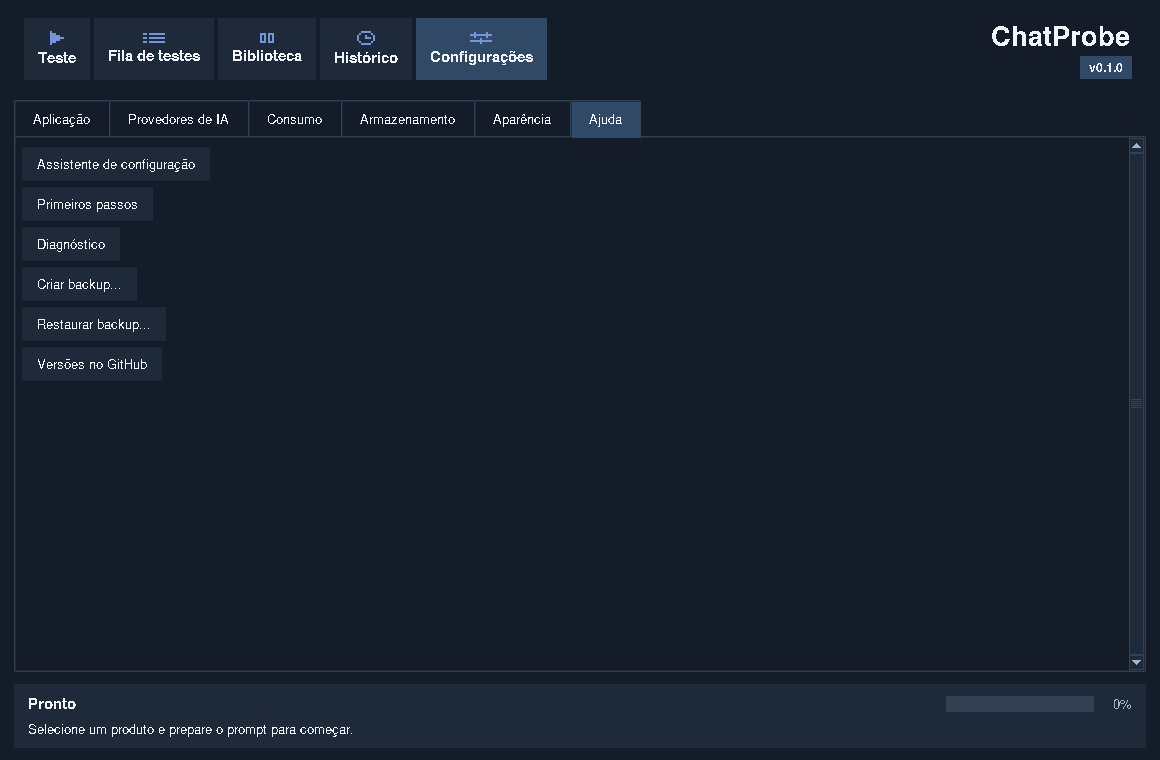 Teste Fila de testes Biblioteca Histórico Configurações
ChatProbe
v0.1.0
Aplicação Provedores de IA Consumo Armazenamento Aparência Ajuda
Assistente de configuração
Primeiros passos
Diagnóstico
Criar backup...
Restaurar backup...
Versões no GitHub
Pronto
0%
Selecione um produto e prepare o prompt para começar.